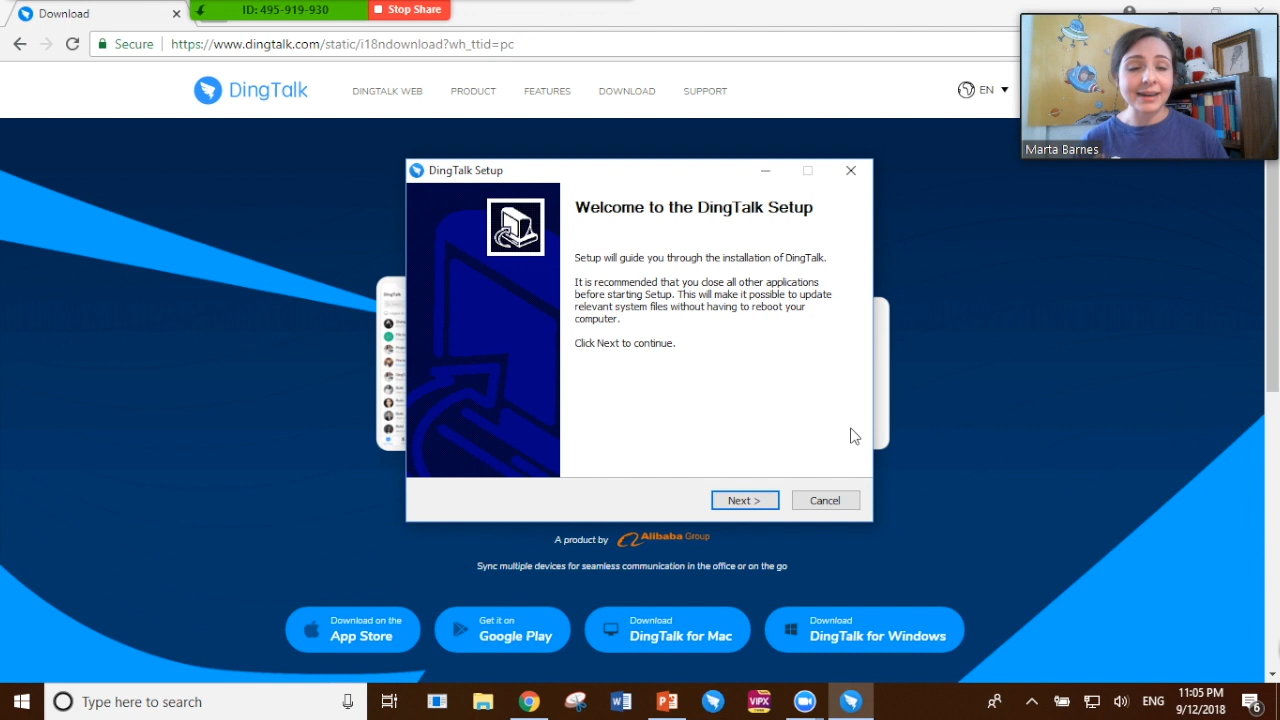 Download
ID: 495-919-930
Stop Share
Secure
https://www.dingtalk.com/static/i18ndownload?wh_ttid=pc
DingTalk
DINGTALK WEB
PRODUCT
FEATURES
DOWNLOAD
SUPPORT
EN
Marta Barnes
DingTalk Setup
Welcome to the DingTalk Setup
Setup will guide you through the installation of DingTalk.
It is recommended that you close all other applications
before starting Setup. This will make it possible to update
relevant system files without having to reboot your
computer.
Click Next to continue.
DingTalk
Next >
Cancel
A product by
Alibaba Group
Sync multiple devices for seamless communication in the office or on the go
Download on the
App Store
Get it on
Google Play
Download
DingTalk for Mac
Download
DingTalk for Windows
Type here to search
VIPX
ENG
11:05 PM
9/12/2018
6